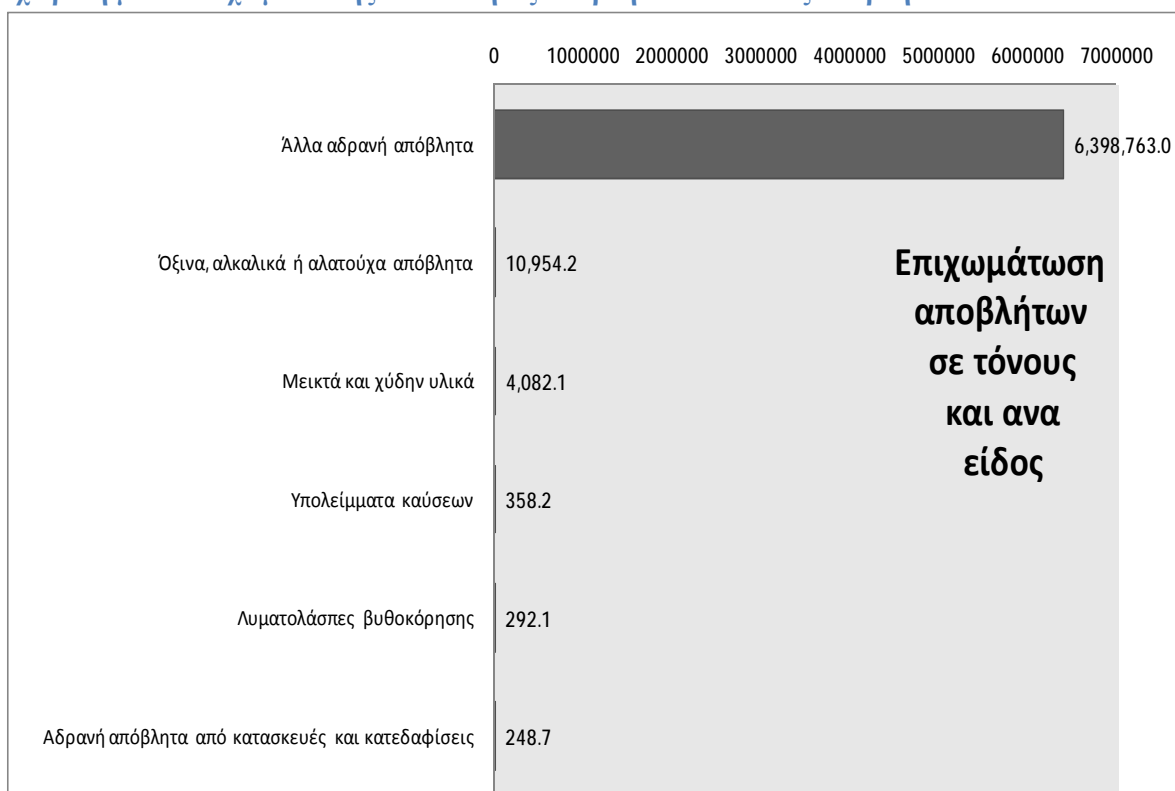 0 1000000 2000000 3000000 4000000 5000000 6000000 7000000
Άλλα αδρανή απόβλητα 6,398,763.0
Όξινα, αλκαλικά ή αλατούχα απόβλητα 10,954.2
Μεικτά και χύδην υλικά 4,082.1
Υπολείμματα καύσεων 358.2
Λυματολάσπες βυθοκόρησης 292.1
Αδρανή απόβλητα από κατασκευές και κατεδαφίσεις 248.7
Επιχωμάτωση
αποβλήτων
σε τόνους
και ανα
είδος